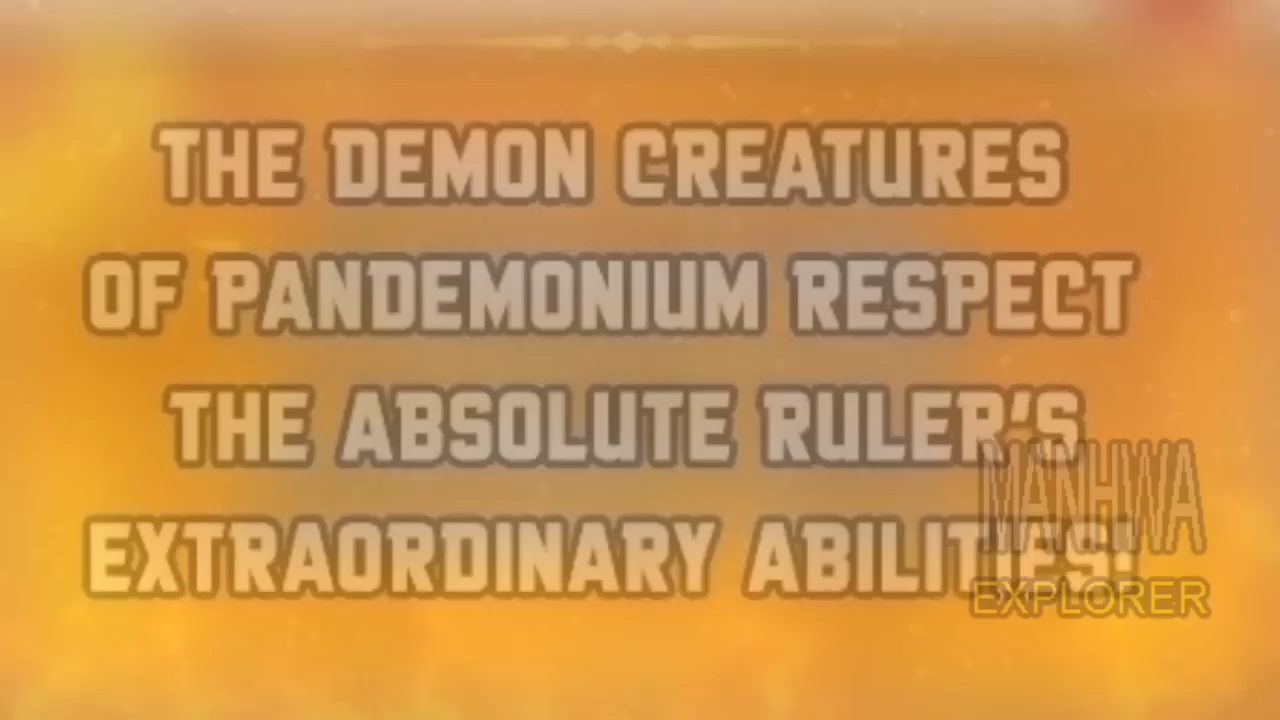 THE DEMON CREATURES
OF PANDEMONIUM RESPECT
THE ABSOLUTE RULER'S
EXTRAORDINARY ABILITIES!
MANHWA
EXPLORER